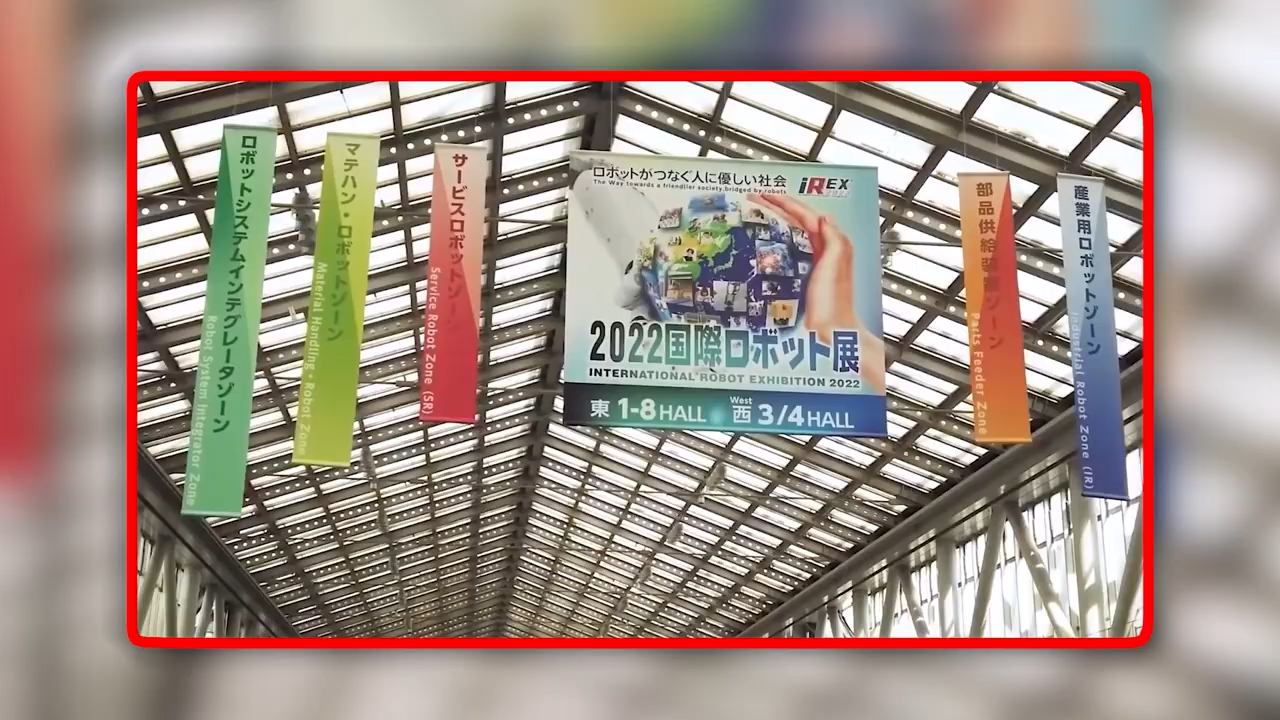 ロボットシステムインテグレータゾーン
Robot System Integrator Zone
マテハン・ロボットゾーン
Material Handling・Robot Zone
サービスロボットゾーン
Service Robot Zone (SR)
ロボットがつなぐ人に優しい社会
The Way towards a friendlier society, bridged by robots
iREX
2022
2022国際ロボット展
INTERNATIONAL ROBOT EXHIBITION 2022
東 1-8 HALL West 西 3/4 HALL
部品供給装置ゾーン
Parts Feeder Zone
産業用ロボットゾーン
Industrial Robot Zone (IR)